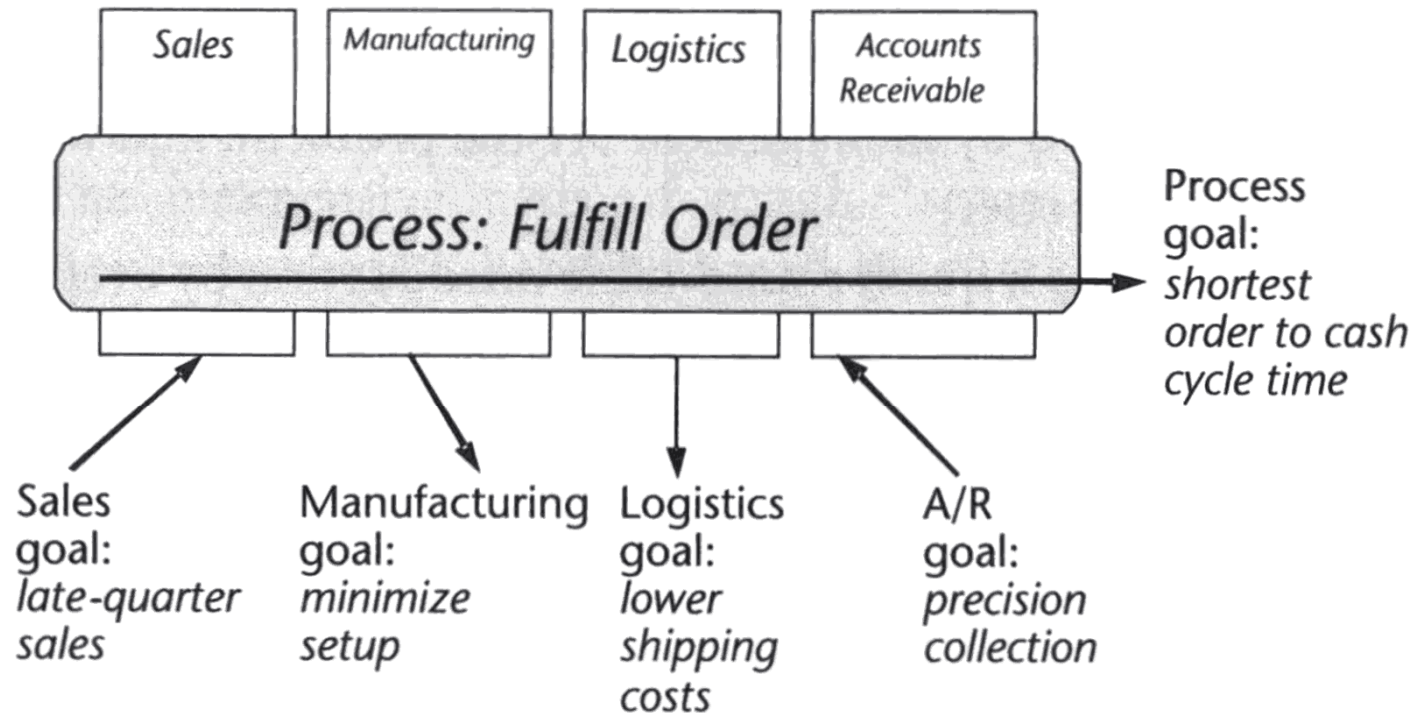 Sales
Manufacturing
Logistics
Accounts
Receivable
Process: Fulfill Order
Process
goal:
shortest
order to cash
cycle time
Sales
goal:
late-quarter
sales
Manufacturing
goal:
minimize
setup
Logistics
goal:
lower
shipping
costs
A/R
goal:
precision
collection